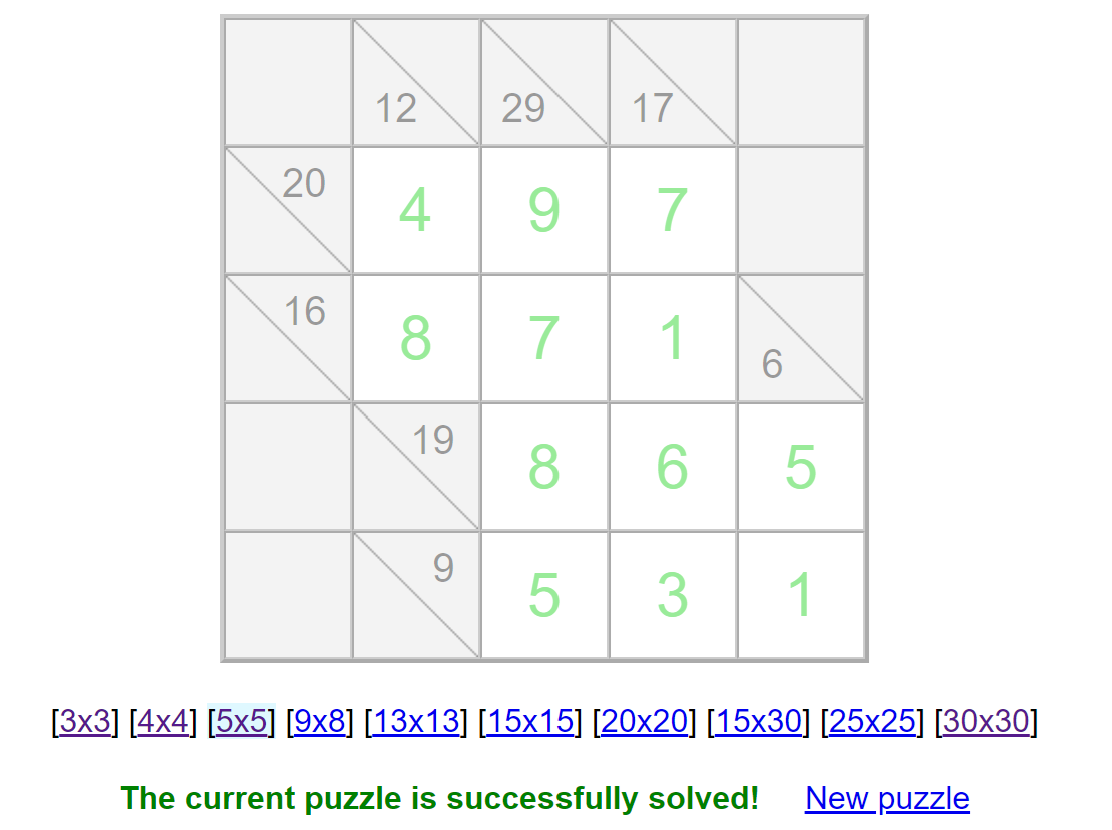 12 29 17
20 4 9 7
16 8 7 1 6
19 8 6 5
9 5 3 1
[3x3] [4x4] [5x5] [9x8] [13x13] [15x15] [20x20] [15x30] [25x25] [30x30]
The current puzzle is successfully solved! New puzzle